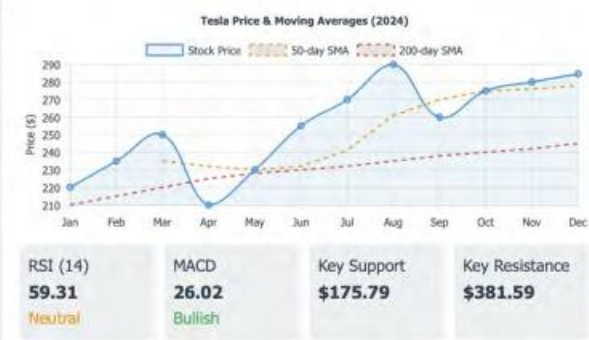 Tesla Price & Moving Averages (2024)
Stock Price 50-day SMA 200-day SMA
290
280
270
260
250
240
230
220
210
Price ($)
Jan Feb Mar Apr May Jun Jul Aug Sep Oct Nov Dec
RSI (14) MACD Key Support Key Resistance
59.31 26.02 $175.79 $381.59
Neutral Bullish